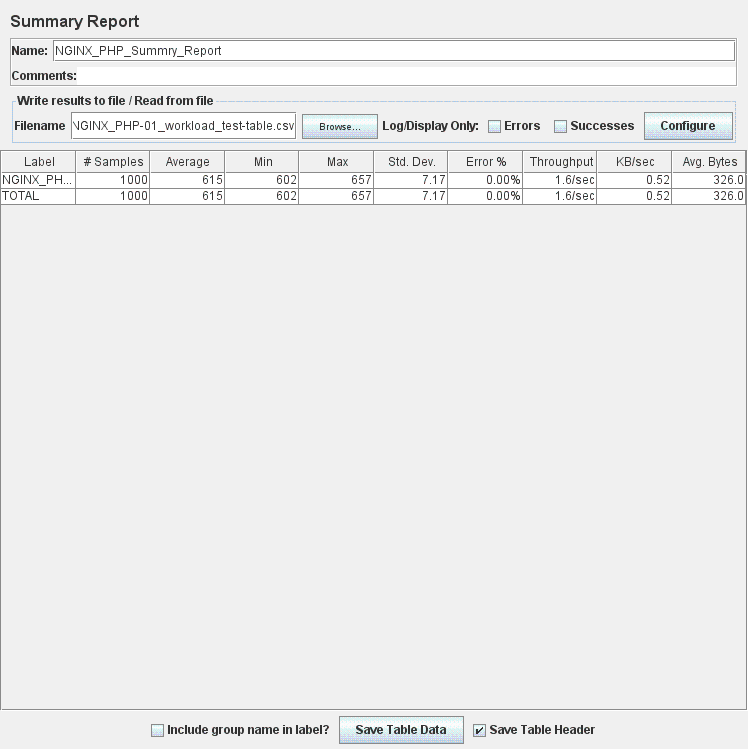 Summary Report
Name: NGINX_PHP_Summry_Report
Comments:
Write results to file / Read from file
Filename NGINX_PHP-01_workload_test-table.csv Browse... Log/Display Only: Errors Successes Configure
Label # Samples Average Min Max Std. Dev. Error % Throughput KB/sec Avg. Bytes
NGINX_PH... 1000 615 602 657 7.17 0.00% 1.6/sec 0.52 326.0
TOTAL 1000 615 602 657 7.17 0.00% 1.6/sec 0.52 326.0
Include group name in label? Save Table Data Save Table Header